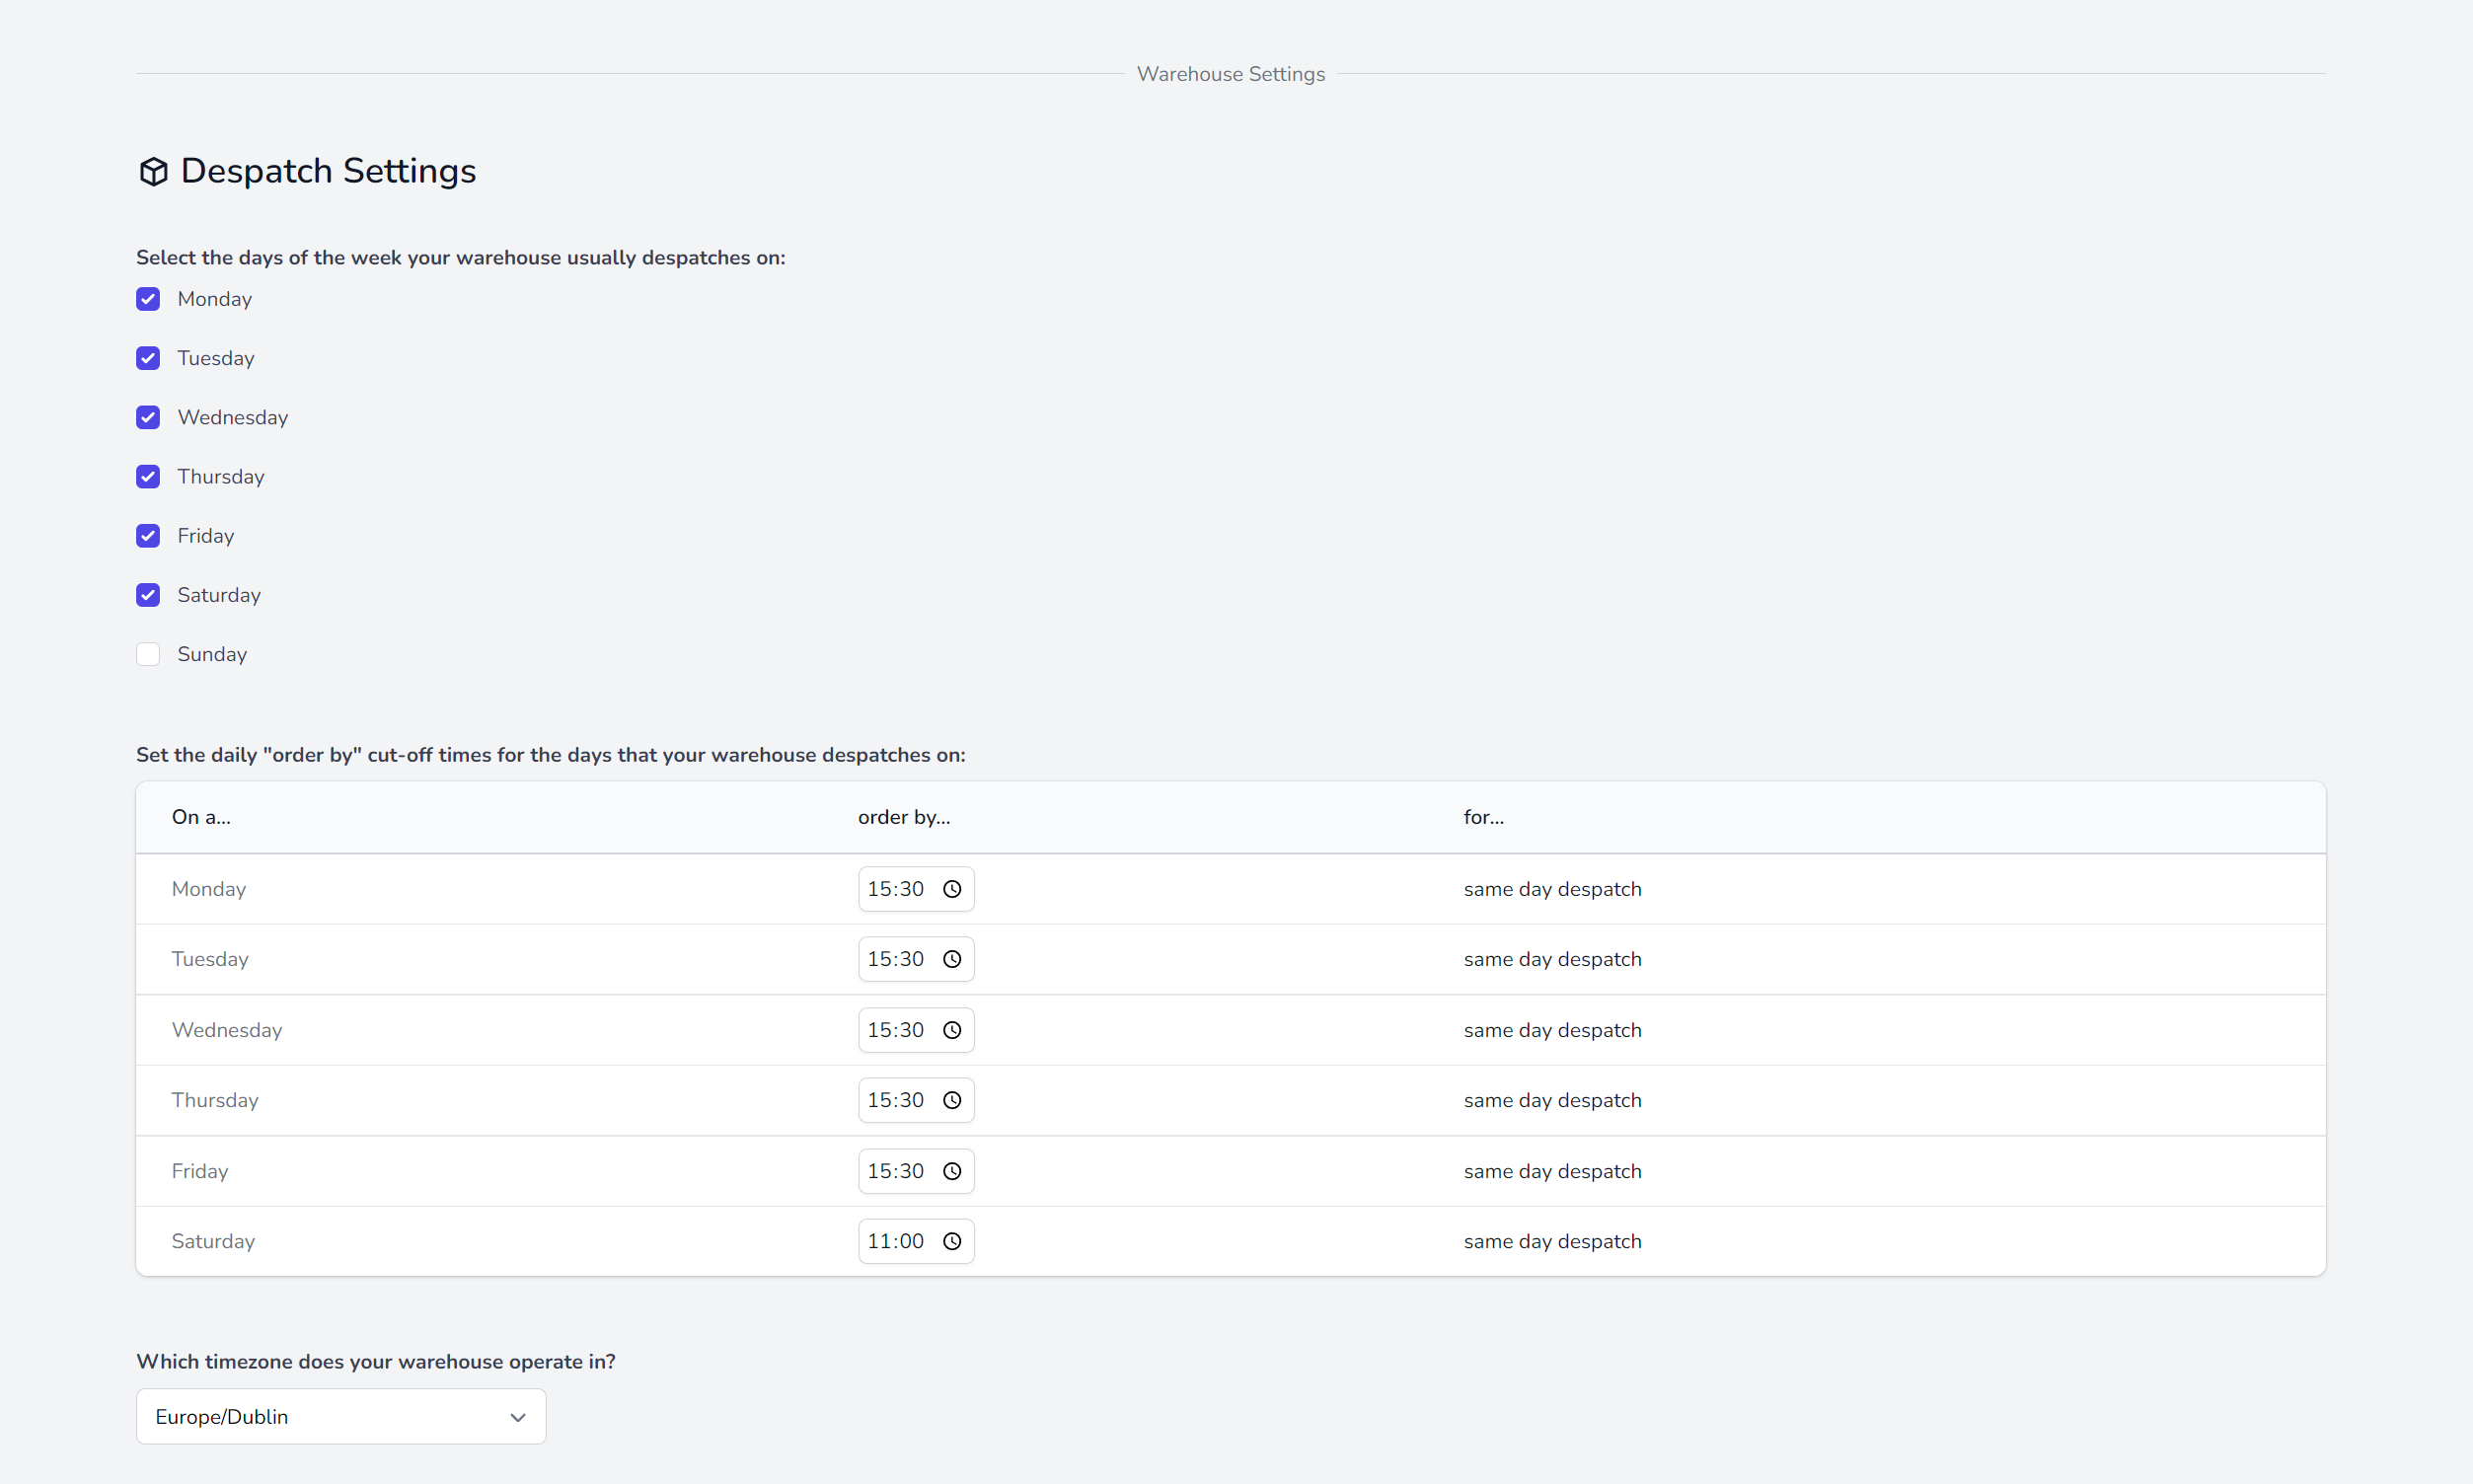 Warehouse Settings
Despatch Settings
Select the days of the week your warehouse usually despatches on:
Monday
Tuesday
Wednesday
Thursday
Friday
Saturday
Sunday
Set the daily "order by" cut-off times for the days that your warehouse despatches on:
On a... order by... for...
Monday 15:30 same day despatch
Tuesday 15:30 same day despatch
Wednesday 15:30 same day despatch
Thursday 15:30 same day despatch
Friday 15:30 same day despatch
Saturday 11:00 same day despatch
Which timezone does your warehouse operate in?
Europe/Dublin